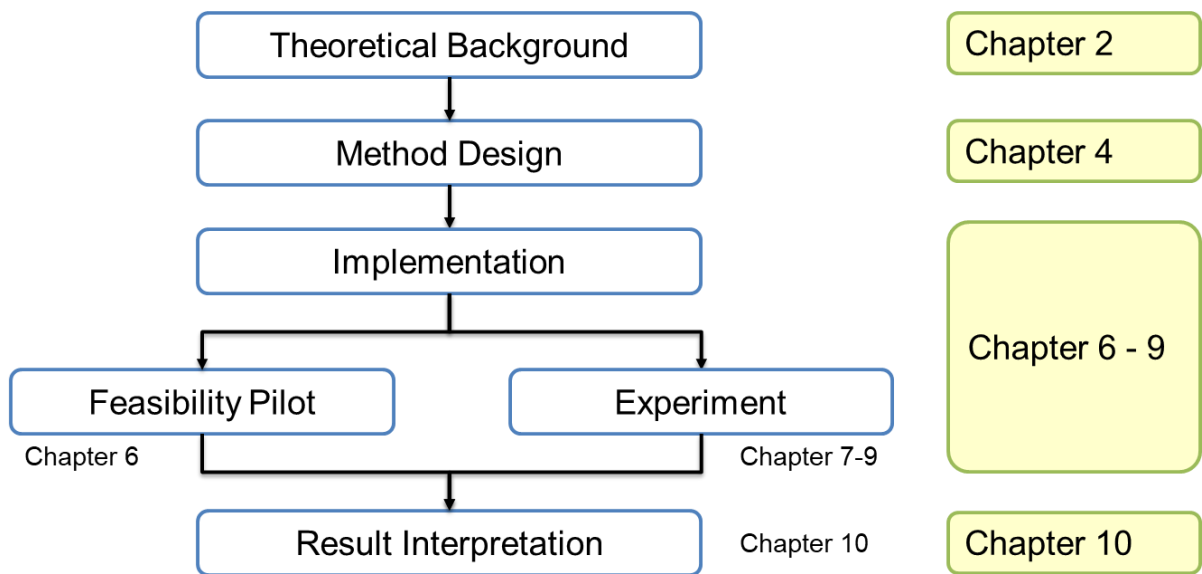 Theoretical Background
Chapter 2
Method Design
Chapter 4
Implementation
Chapter 6 - 9
Feasibility Pilot
Experiment
Chapter 6
Chapter 7-9
Result Interpretation
Chapter 10
Chapter 10